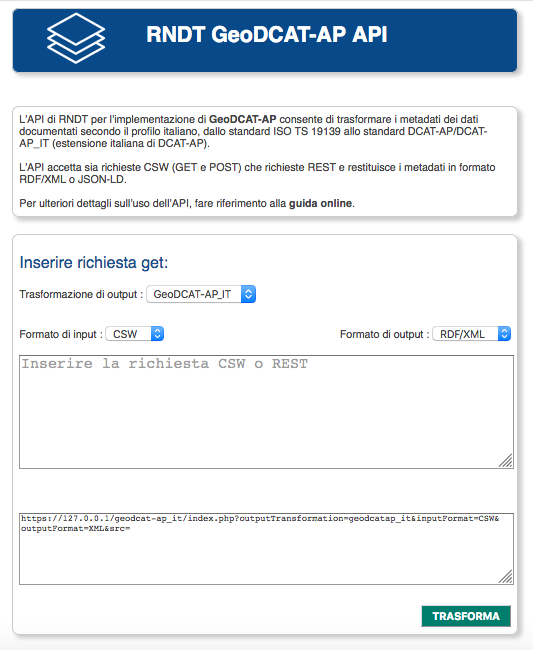 RNDT GeoDCAT-AP API
L'API di RNDT per l'implementazione di GeoDCAT-AP consente di trasformare i metadati dei dati
documentati secondo il profilo italiano, dallo standard ISO TS 19139 allo standard DCAT-AP/DCAT-
AP_IT (estensione italiana di DCAT-AP).
L'API accetta sia richieste CSW (GET e POST) che richieste REST e restituisce i metadati in formato
RDF/XML o JSON-LD.
Per ulteriori dettagli sull'uso dell'API, fare riferimento alla guida online.
Inserire richiesta get:
Trasformazione di output : GeoDCAT-AP_IT
Formato di input : CSW Formato di output : RDF/XML
Inserire la richiesta CSW o REST
https://127.0.0.1/geodcat-ap_it/index.php?outputTransformation=geodcatap_it&inputFormat=CSW&
outputFormat=XML&src=
TRASFORMA